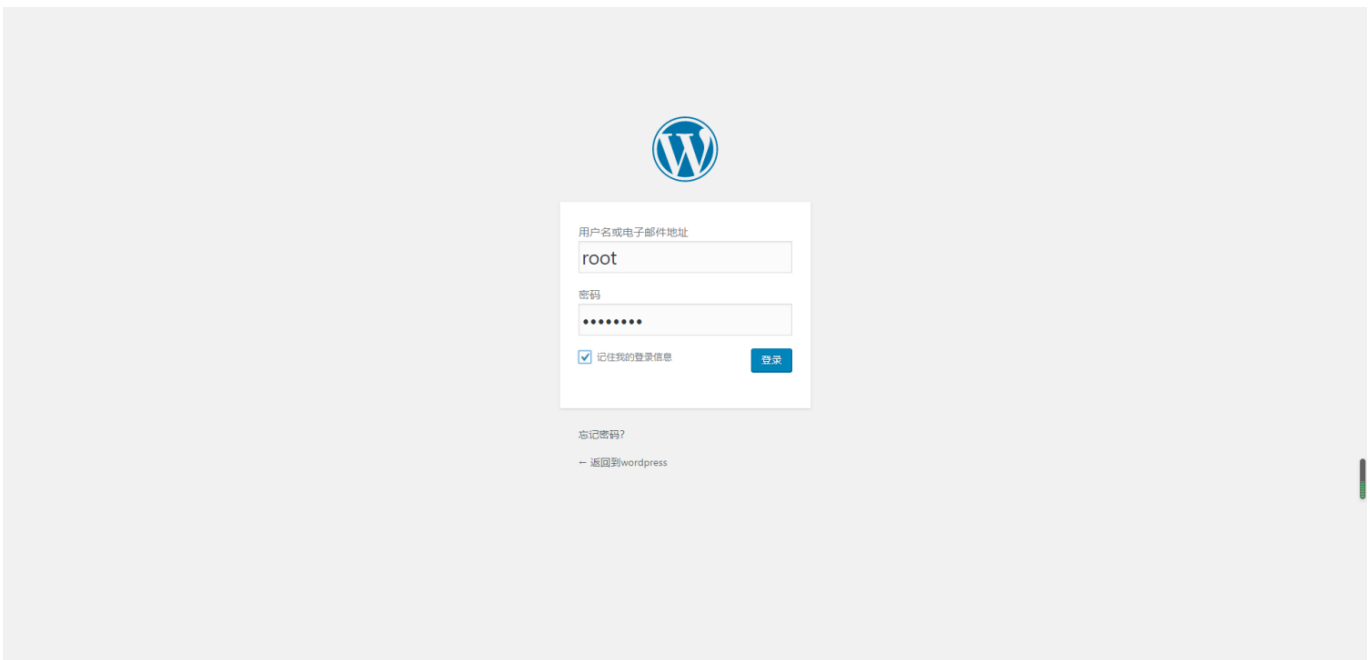 用户名或电子邮件地址
root
密码
••••••••
记住我的登录信息
登录
忘记密码?
← 返回到wordpress